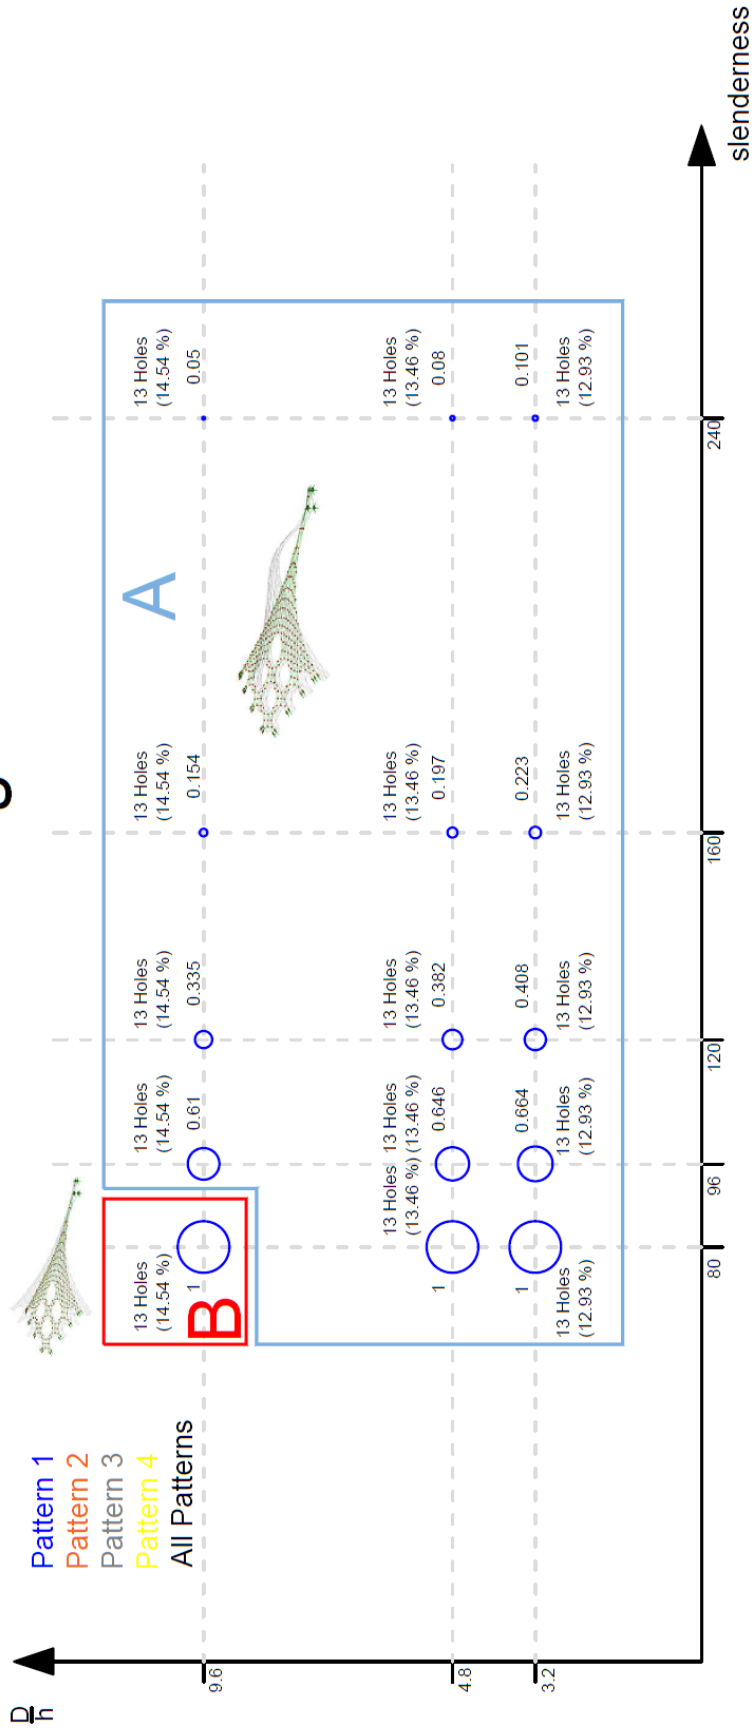 D
h
Pattern 1
Pattern 2
Pattern 3
Pattern 4
All Patterns
A
B
9.6
13 Holes
(14.54 %)
1
13 Holes
(14.54 %)
0.61
13 Holes
(14.54 %)
0.335
13 Holes
(14.54 %)
0.154
13 Holes
(14.54 %)
0.05
4.8
13 Holes
(13.46 %)
1
13 Holes
(13.46 %)
0.646
13 Holes
(13.46 %)
0.382
13 Holes
(13.46 %)
0.197
13 Holes
(13.46 %)
0.08
3.2
1
13 Holes
(12.93 %)
0.664
13 Holes
(12.93 %)
0.408
13 Holes
(12.93 %)
0.223
13 Holes
(12.93 %)
0.101
13 Holes
(12.93 %)
80
96
120
160
240
slenderness